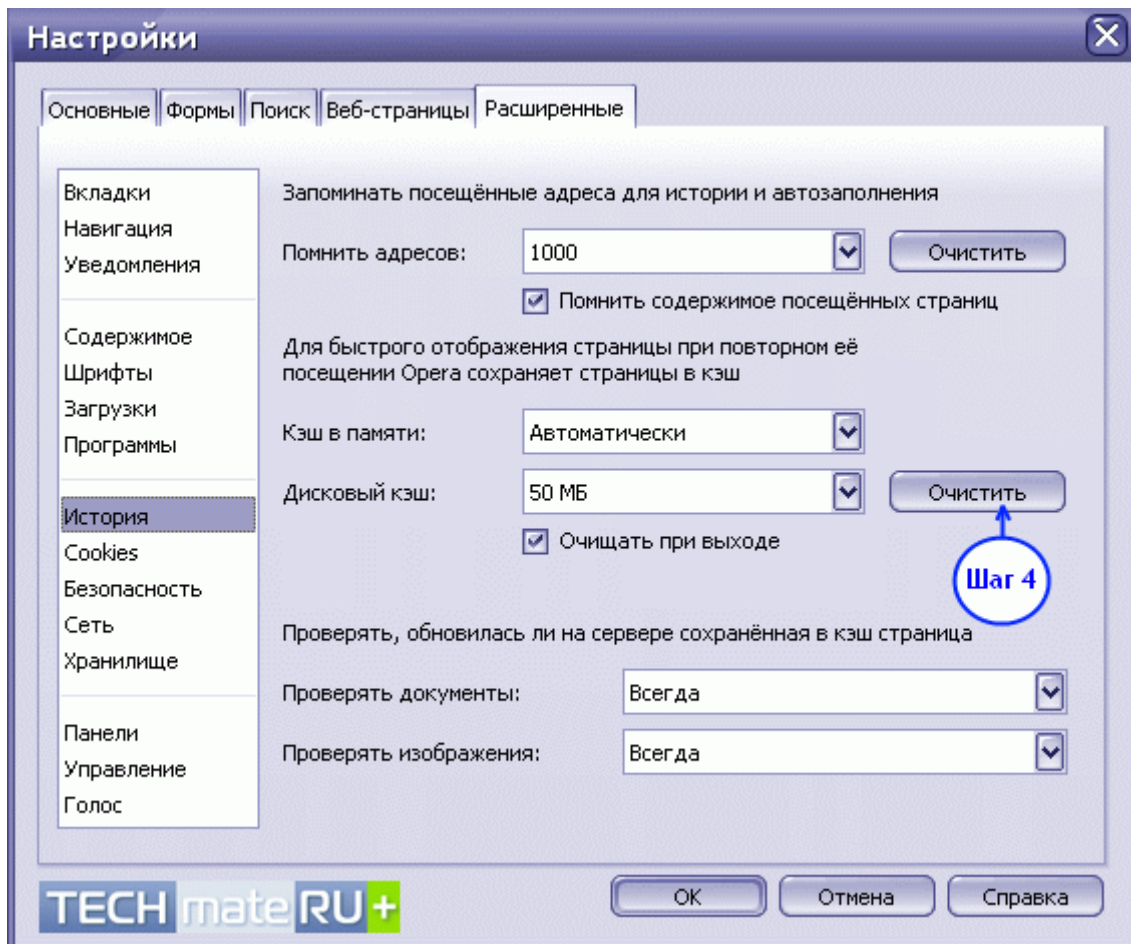 Настройки
Основные Формы Поиск Веб-страницы Расширенные
Вкладки
Навигация
Уведомления
Содержимое
Шрифты
Загрузки
Программы
История
Cookies
Безопасность
Сеть
Хранилище
Панели
Управление
Голос
Запоминать посещённые адреса для истории и автозаполнения
Помнить адресов: 1000 Очистить
Помнить содержимое посещённых страниц
Для быстрого отображения страницы при повторном её
посещении Opera сохраняет страницы в кэш
Кэш в памяти: Автоматически
Дисковый кэш: 50 МБ Очистить
Очищать при выходе
Шаг 4
Проверять, обновилась ли на сервере сохранённая в кэш страница
Проверять документы: Всегда
Проверять изображения: Всегда
TECH mate RU+
OK Отмена Справка